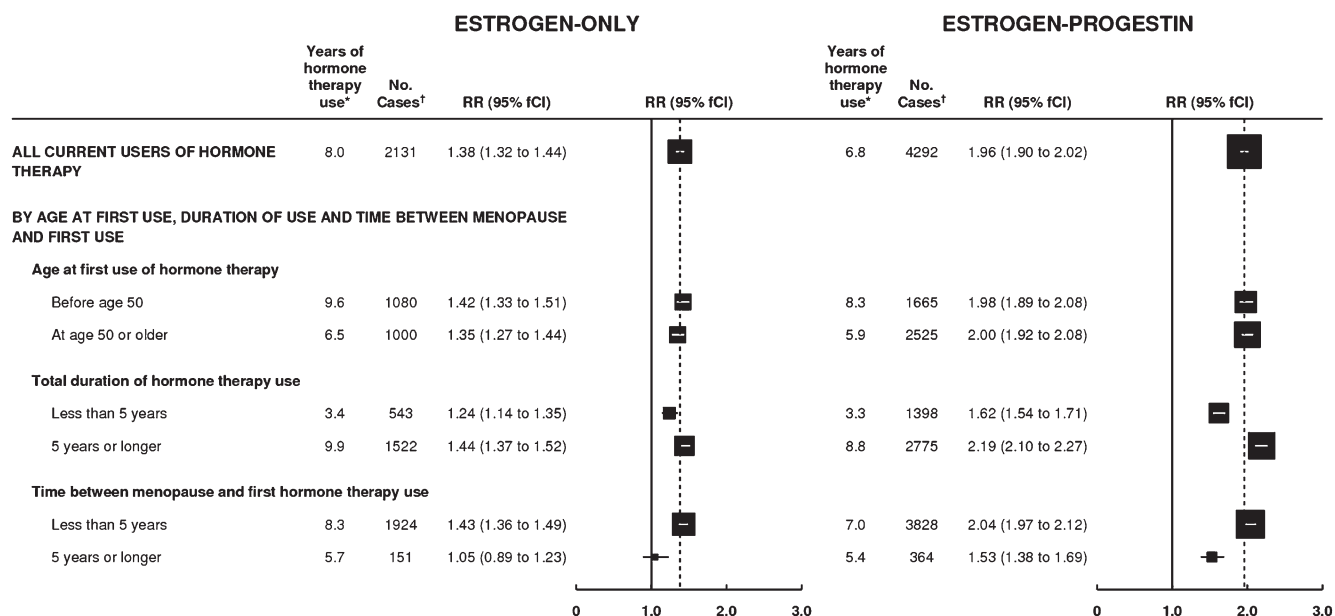 ESTROGEN-ONLY ESTROGEN-PROGESTIN
Years of hormone therapy use* No. Cases† RR (95% fCI) RR (95% fCI) Years of hormone therapy use* No. Cases† RR (95% fCI) RR (95% fCI)
ALL CURRENT USERS OF HORMONE 8.0 2131 1.38 (1.32 to 1.44) 6.8 4292 1.96 (1.90 to 2.02)
THERAPY
BY AGE AT FIRST USE, DURATION OF USE AND TIME BETWEEN MENOPAUSE
AND FIRST USE
Age at first use of hormone therapy
Before age 50 9.6 1080 1.42 (1.33 to 1.51) 8.3 1665 1.98 (1.89 to 2.08)
At age 50 or older 6.5 1000 1.35 (1.27 to 1.44) 5.9 2525 2.00 (1.92 to 2.08)
Total duration of hormone therapy use
Less than 5 years 3.4 543 1.24 (1.14 to 1.35) 3.3 1398 1.62 (1.54 to 1.71)
5 years or longer 9.9 1522 1.44 (1.37 to 1.52) 8.8 2775 2.19 (2.10 to 2.27)
Time between menopause and first hormone therapy use
Less than 5 years 8.3 1924 1.43 (1.36 to 1.49) 7.0 3828 2.04 (1.97 to 2.12)
5 years or longer 5.7 151 1.05 (0.89 to 1.23) 5.4 364 1.53 (1.38 to 1.69)
0 1.0 2.0 3.0 0 1.0 2.0 3.0